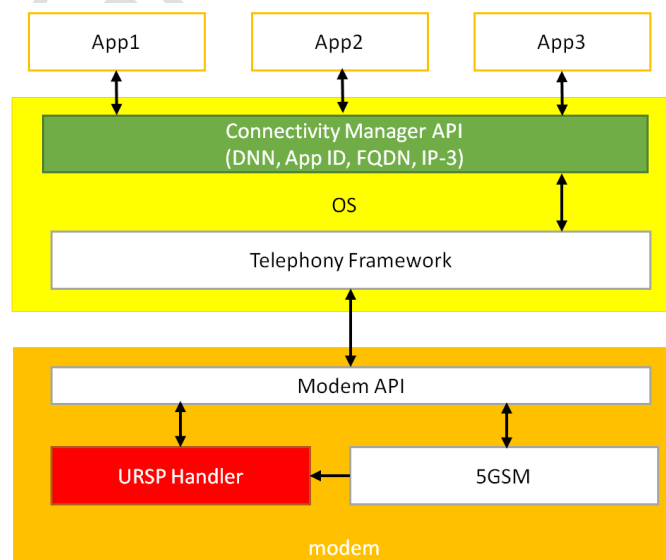 App1
App2
App3
Connectivity Manager API
(DNN, App ID, FQDN, IP-3)
OS
Telephony Framework
Modem API
URSP Handler
5GSM
modem